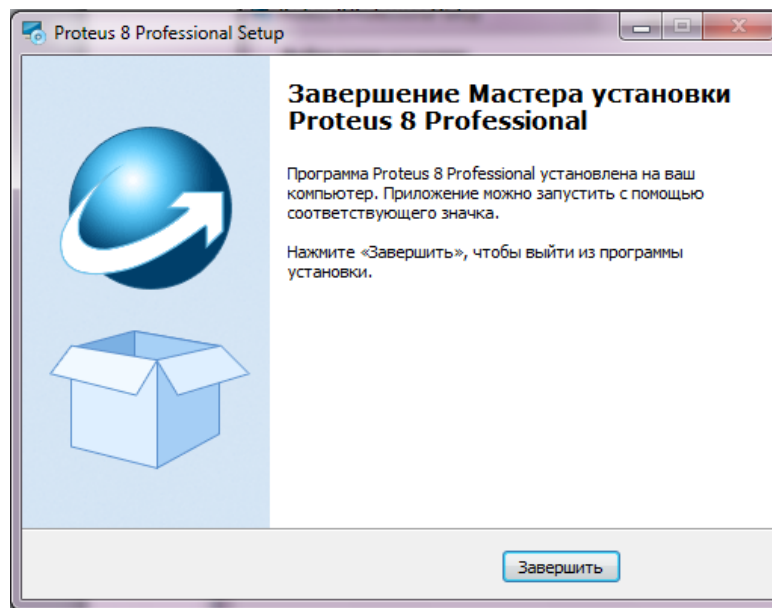 Proteus 8 Professional Setup
Завершение Мастера установки
Proteus 8 Professional
Программа Proteus 8 Professional установлена на ваш
компьютер. Приложение можно запустить с помощью
соответствующего значка.
Нажмите «Завершить», чтобы выйти из программы
установки.
Завершить